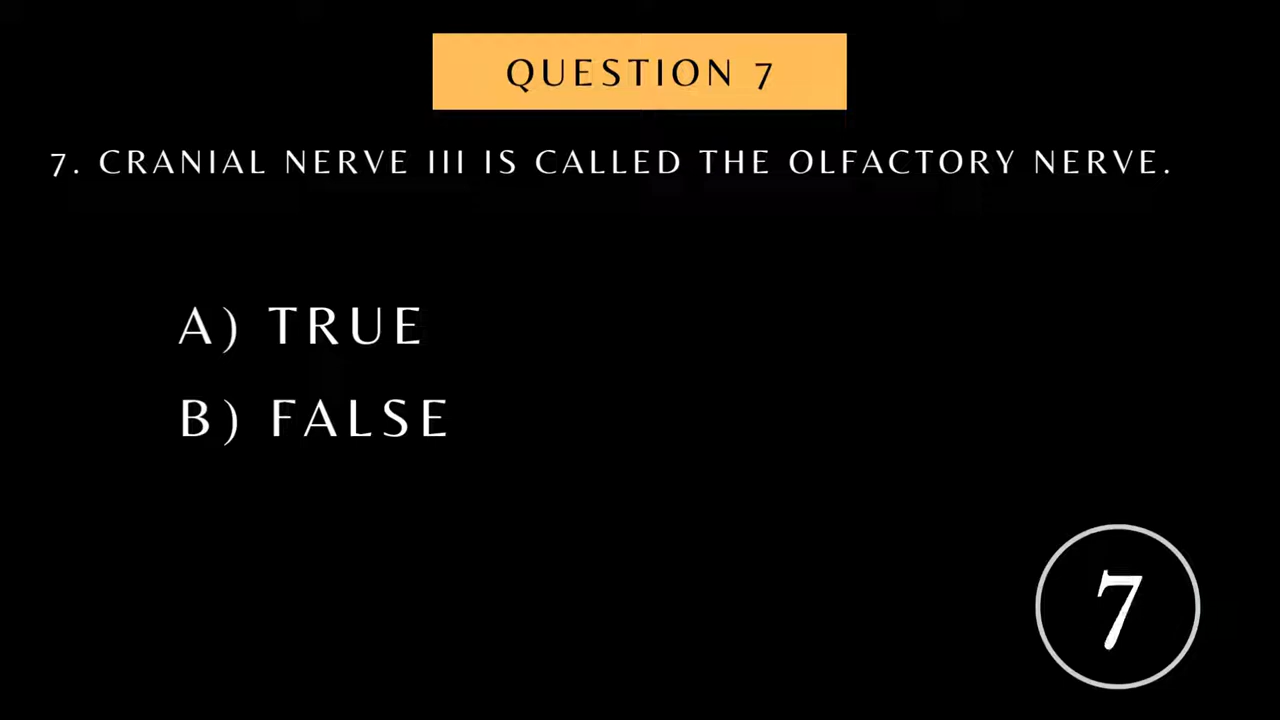 QUESTION 7
7. CRANIAL NERVE III IS CALLED THE OLFACTORY NERVE.
A) TRUE
B) FALSE
7